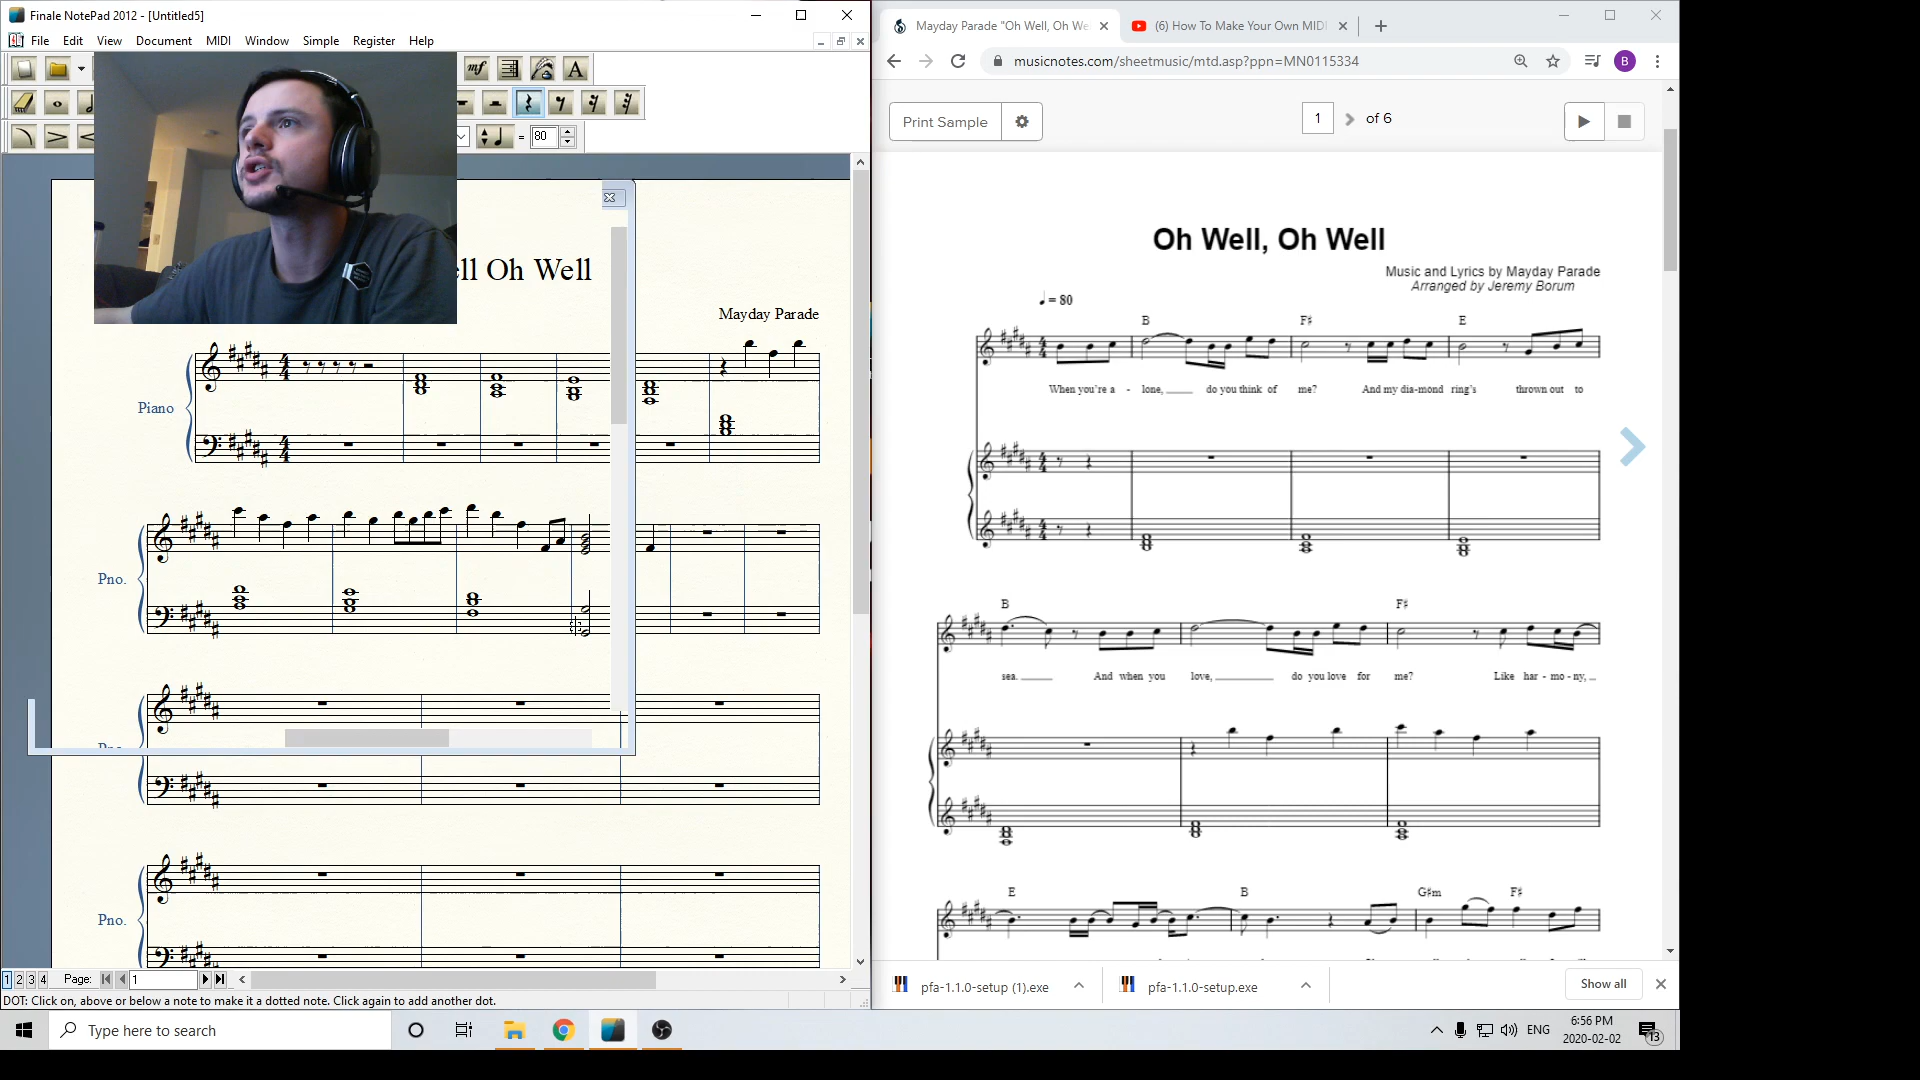 Finale NotePad 2012 - [Untitled5]
File Edit View Document MIDI Window Simple Register Help
mf A
= 80
ll Oh Well
Mayday Parade
Piano
Pno.
Pno.
1 2 3 4 Page: 1
DOT: Click on, above or below a note to make it a dotted note. Click again to add another dot.
Mayday Parade "Oh Well, Oh We
(6) How To Make Your Own MIDI
musicnotes.com/sheetmusic/mtd.asp?ppn=MN0115334
B
Print Sample
1 of 6
Oh Well, Oh Well
Music and Lyrics by Mayday Parade
Arranged by Jeremy Borum
= 80
B F♯ E
When you're a - lone, do you think of me? And my dia-mond ring's thrown out to
B F♯
sea. And when you love, do you love for me? Like har - mo - ny,
E B G♯m F♯
pfa-1.1.0-setup (1).exe
pfa-1.1.0-setup.exe
Show all
Type here to search
ENG
6:56 PM
2020-02-02
13